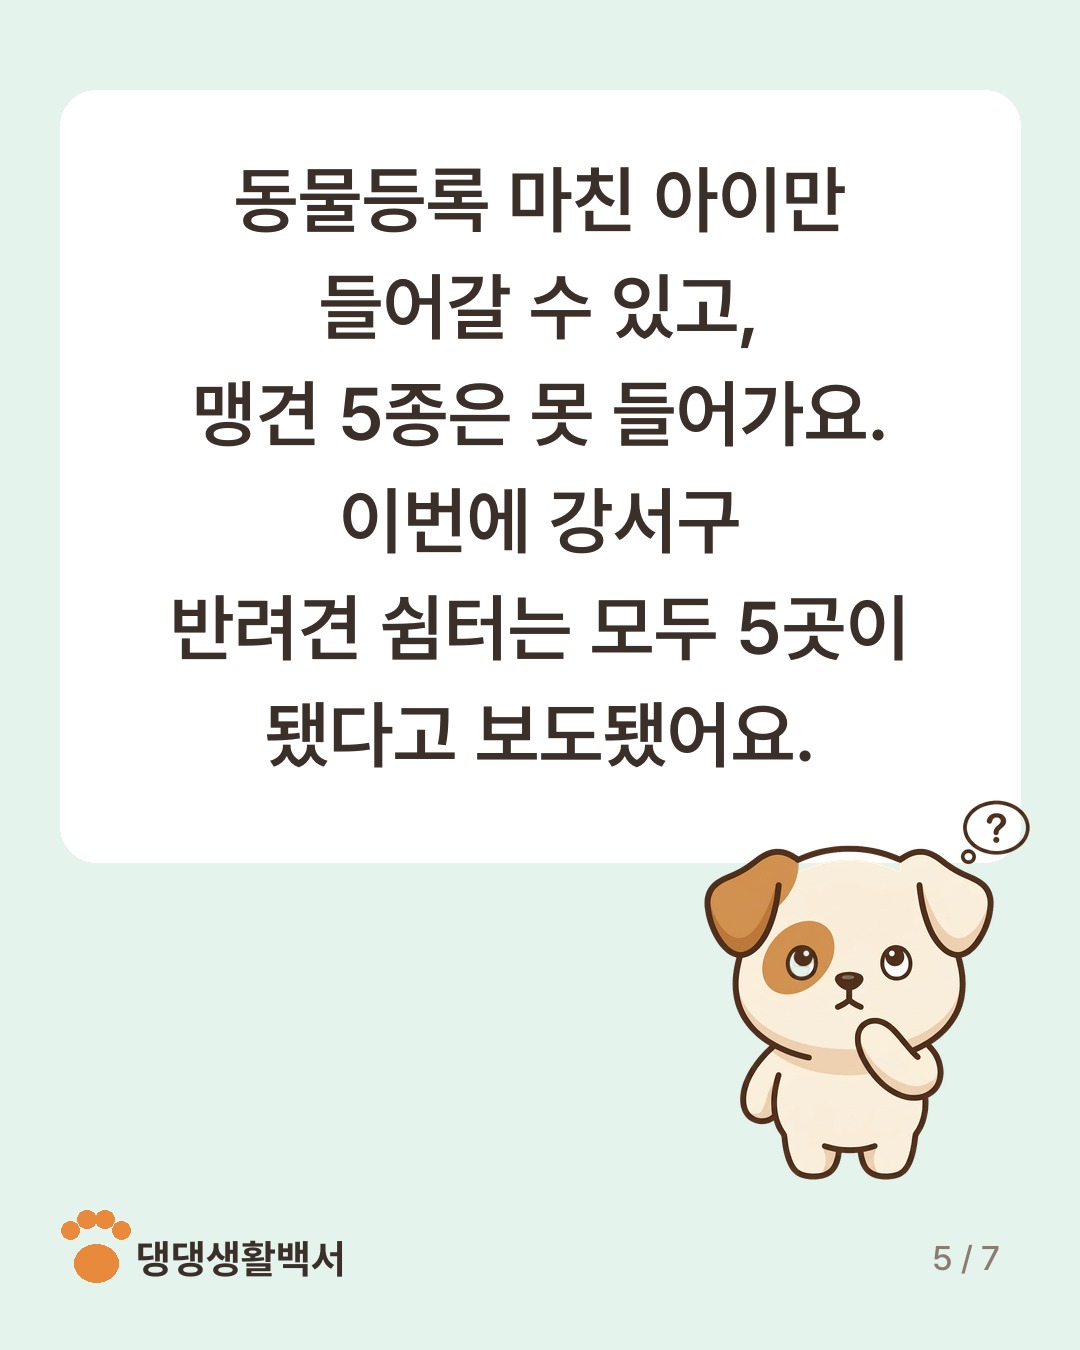 동물등록 마친 아이만
들어갈 수 있고,
맹견 5종은 못 들어가요.
이번에 강서구
반려견 쉼터는 모두 5곳이
됐다고 보도됐어요.
?
댕댕생활백서
5 / 7